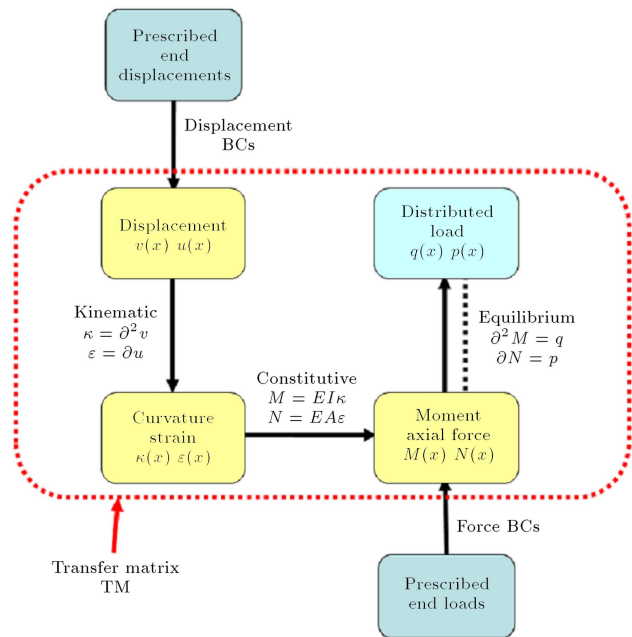 Prescribed
end
displacements
Displacement
BCs
Displacement
v(x) u(x)
Distributed
load
q(x) p(x)
Kinematic
κ = ∂²v
ε = ∂u
Equilibrium
∂²M = q
∂N = p
Constitutive
M = EIκ
N = EAε
Curvature
strain
κ(x) ε(x)
Moment
axial force
M(x) N(x)
Force BCs
Transfer matrix
TM
Prescribed
end loads